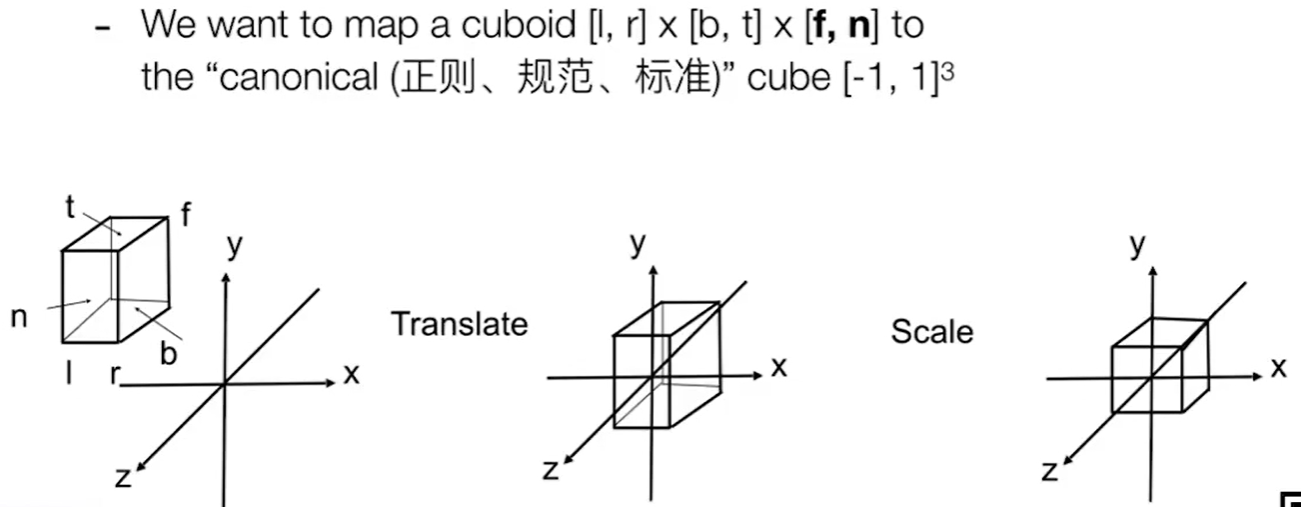 - We want to map a cuboid [l, r] x [b, t] x [f, n] to
the “canonical (正则、规范、标准)” cube [-1, 1]³
t
f
y
y
y
n
Translate
Scale
l
r
b
x
x
x
z
z
z